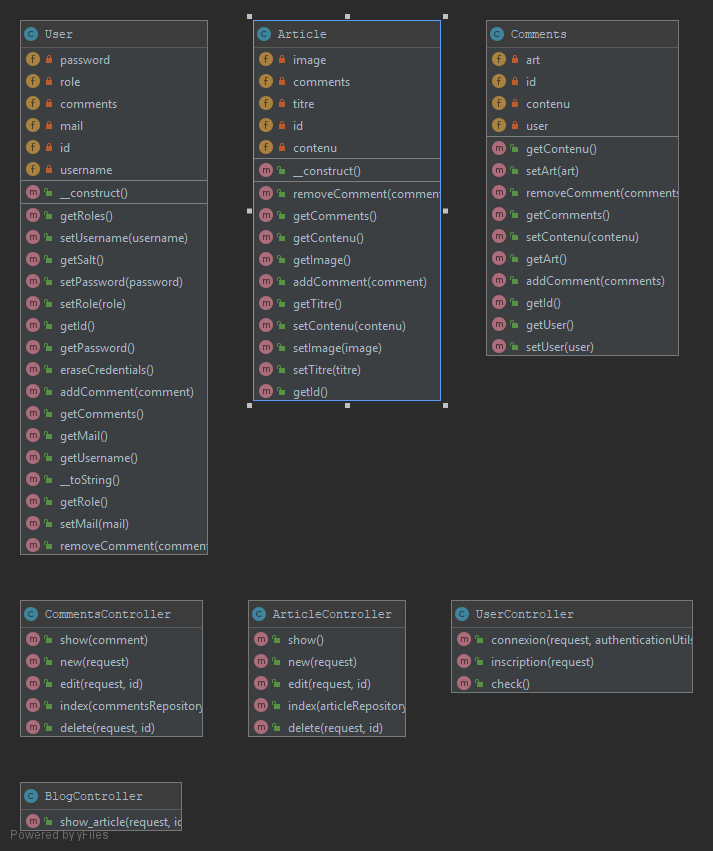 User
password
role
comments
mail
id
username
__construct()
getRoles()
setUsername(username)
getSalt()
setPassword(password)
setRole(role)
getId()
getPassword()
eraseCredentials()
addComment(comment)
getComments()
getMail()
getUsername()
__toString()
getRole()
setMail(mail)
removeComment(comment
Article
image
comments
titre
id
contenu
__construct()
removeComment(commen
getComments()
getContenu()
getImage()
addComment(comment)
getTitre()
setContenu(contenu)
setImage(image)
setTitre(titre)
getId()
Comments
art
id
contenu
user
getContenu()
setArt(art)
removeComment(comments
getComments()
setContenu(contenu)
getArt()
addComment(comments)
getId()
getUser()
setUser(user)
CommentsController
show(comment)
new(request)
edit(request, id)
index(commentsRepository
delete(request, id)
ArticleController
show()
new(request)
edit(request, id)
index(articleRepository
delete(request, id)
UserController
connexion(request, authenticationUtils
inscription(request)
check()
BlogController
show_article(request, id
Powered by yFiles